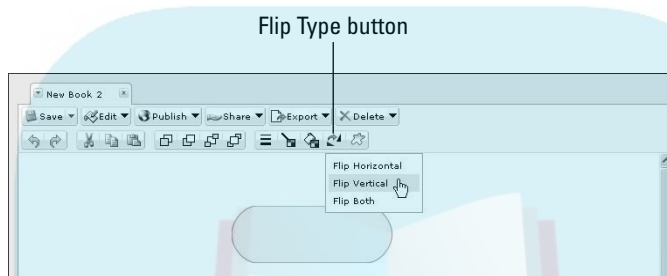 Flip Type button
New Book 2
Save Edit Publish Share Export Delete
Flip Horizontal
Flip Vertical
Flip Both